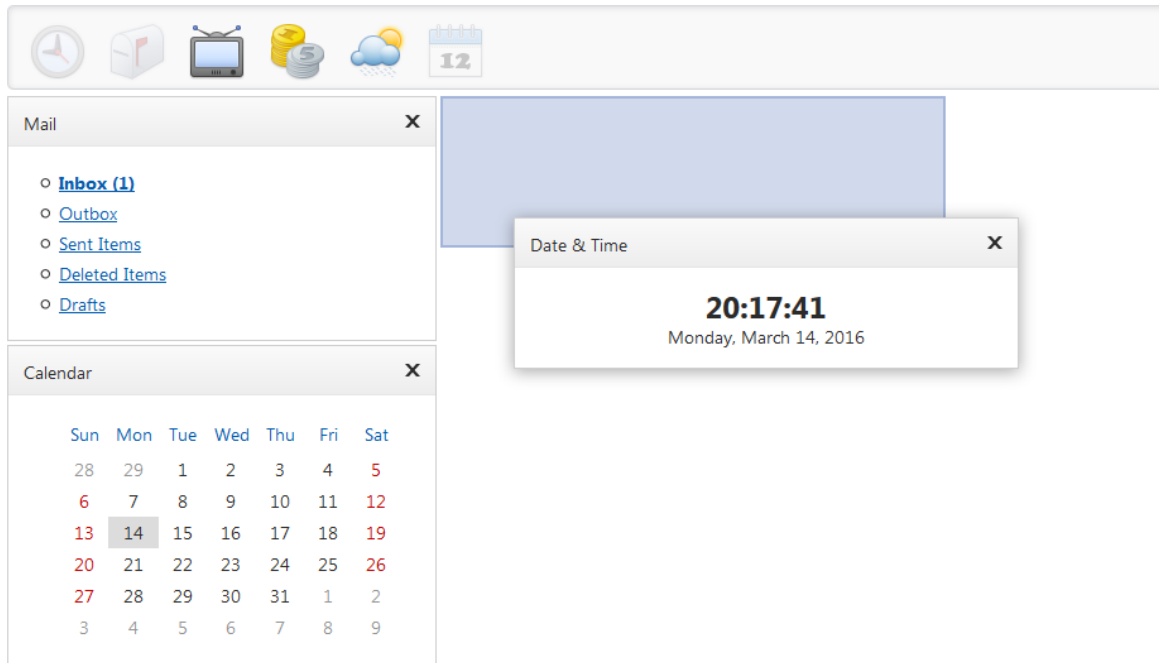 5
12
Mail X
Inbox (1)
Outbox
Sent Items
Deleted Items
Drafts
Date & Time X
20:17:41
Monday, March 14, 2016
Calendar X
Sun Mon Tue Wed Thu Fri Sat
28 29 1 2 3 4 5
6 7 8 9 10 11 12
13 14 15 16 17 18 19
20 21 22 23 24 25 26
27 28 29 30 31 1 2
3 4 5 6 7 8 9